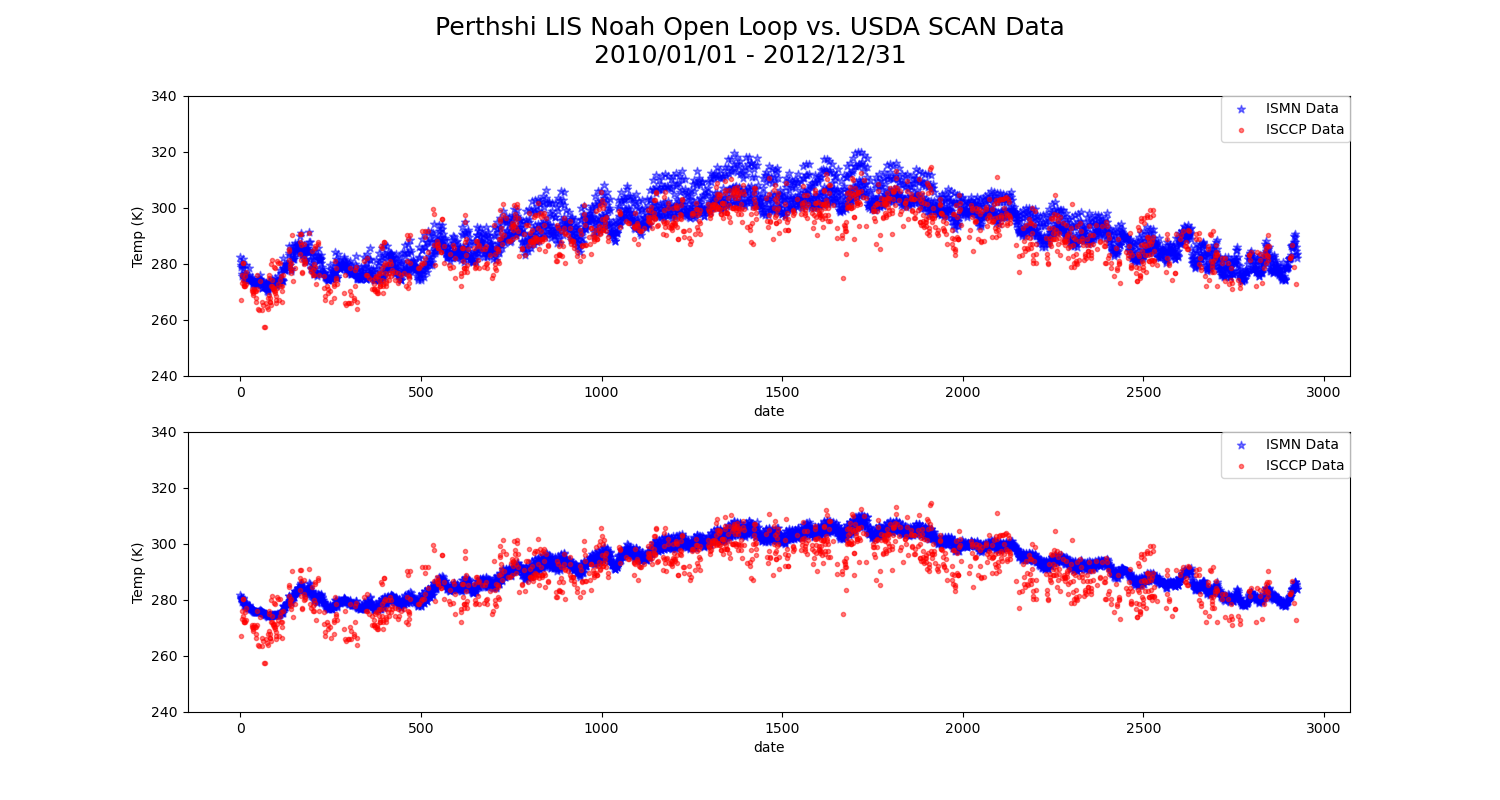 Perthshi LIS Noah Open Loop vs. USDA SCAN Data
2010/01/01 - 2012/12/31
340
320
300
280
260
240
Temp (K)
ISMN Data
ISCCP Data
0 500 1000 1500 2000 2500 3000
date
340
320
300
280
260
240
Temp (K)
ISMN Data
ISCCP Data
0 500 1000 1500 2000 2500 3000
date